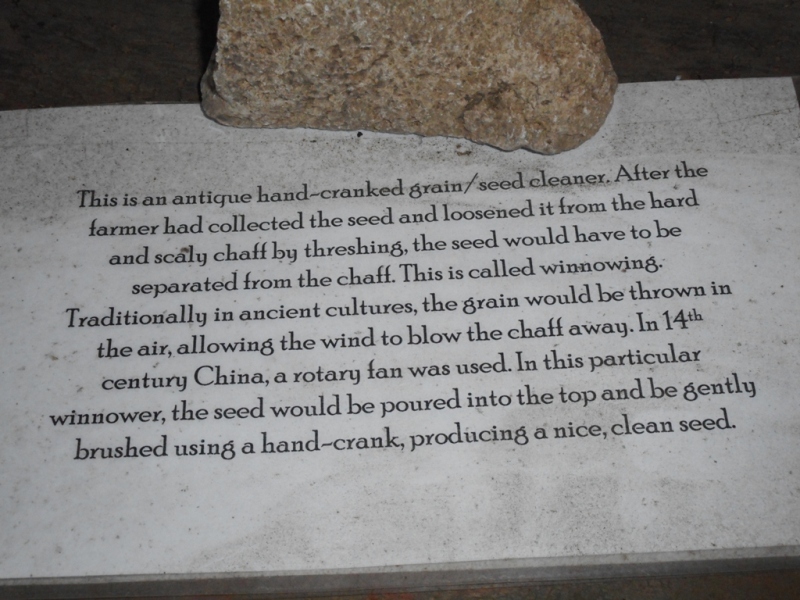 This is an antique hand-cranked grain/seed cleaner. After the
farmer had collected the seed and loosened it from the hard
and scaly chaff by threshing, the seed would have to be
separated from the chaff. This is called winnowing.
Traditionally in ancient cultures, the grain would be thrown in
the air, allowing the wind to blow the chaff away. In 14th
century China, a rotary fan was used. In this particular
winnower, the seed would be poured into the top and be gently
brushed using a hand-crank, producing a nice, clean seed.